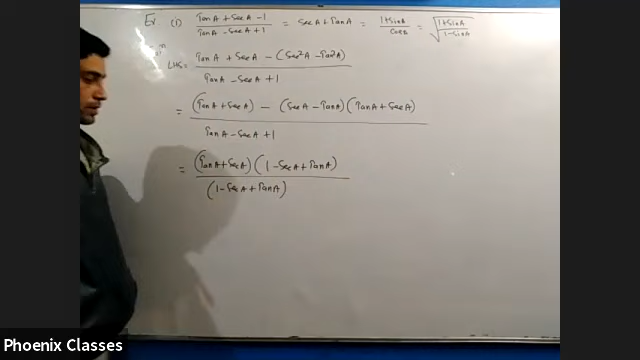 Ex (1) (tanA + secA - 1)/(tanA - secA + 1) = secA + tanA = (1+sinA)/cosA = √((1+sinA)/(1-sinA))
LHS = (tanA + secA - (sec²A - tan²A))/(tanA - secA + 1)
= ((tanA + secA) - (secA - tanA)(tanA + secA))/(tanA - secA + 1)
= ((tanA + secA)(1 - secA + tanA))/((1 - secA + tanA))
Phoenix Classes